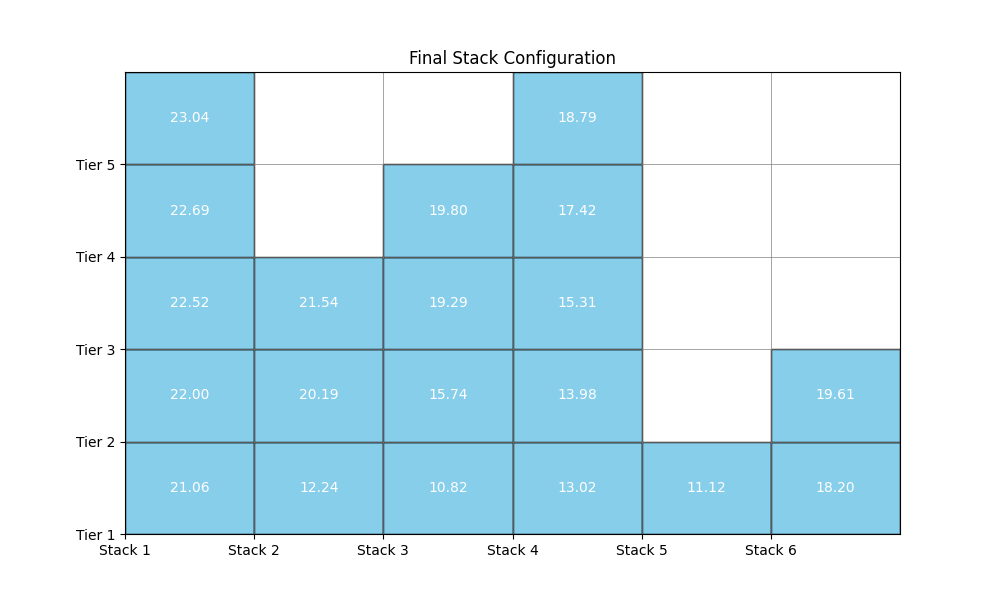 Final Stack Configuration
23.04 18.79
Tier 5
22.69 19.80 17.42
Tier 4
22.52 21.54 19.29 15.31
Tier 3
22.00 20.19 15.74 13.98 19.61
Tier 2
21.06 12.24 10.82 13.02 11.12 18.20
Tier 1
Stack 1 Stack 2 Stack 3 Stack 4 Stack 5 Stack 6